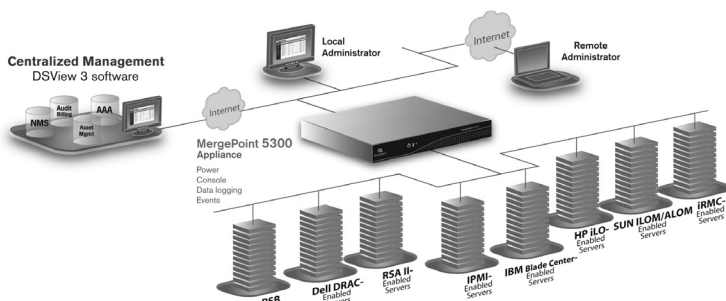 Centralized Management
DSView 3 software
NMS
Audit
Billing
AAA
Asset
Mgmt
Internet
Local
Administrator
Internet
Remote
Administrator
MergePoint 5300
Appliance
Power
Console
Data logging
Events
RSB
Dell DRAC-
Enabled
Servers
RSA II-
Enabled
Servers
IPMI-
Enabled
Servers
IBM Blade Center-
Enabled
Servers
HP iLO-
Enabled
Servers
SUN ILOM/ALOM
Enabled
Servers
iRMC-
Enabled
Servers